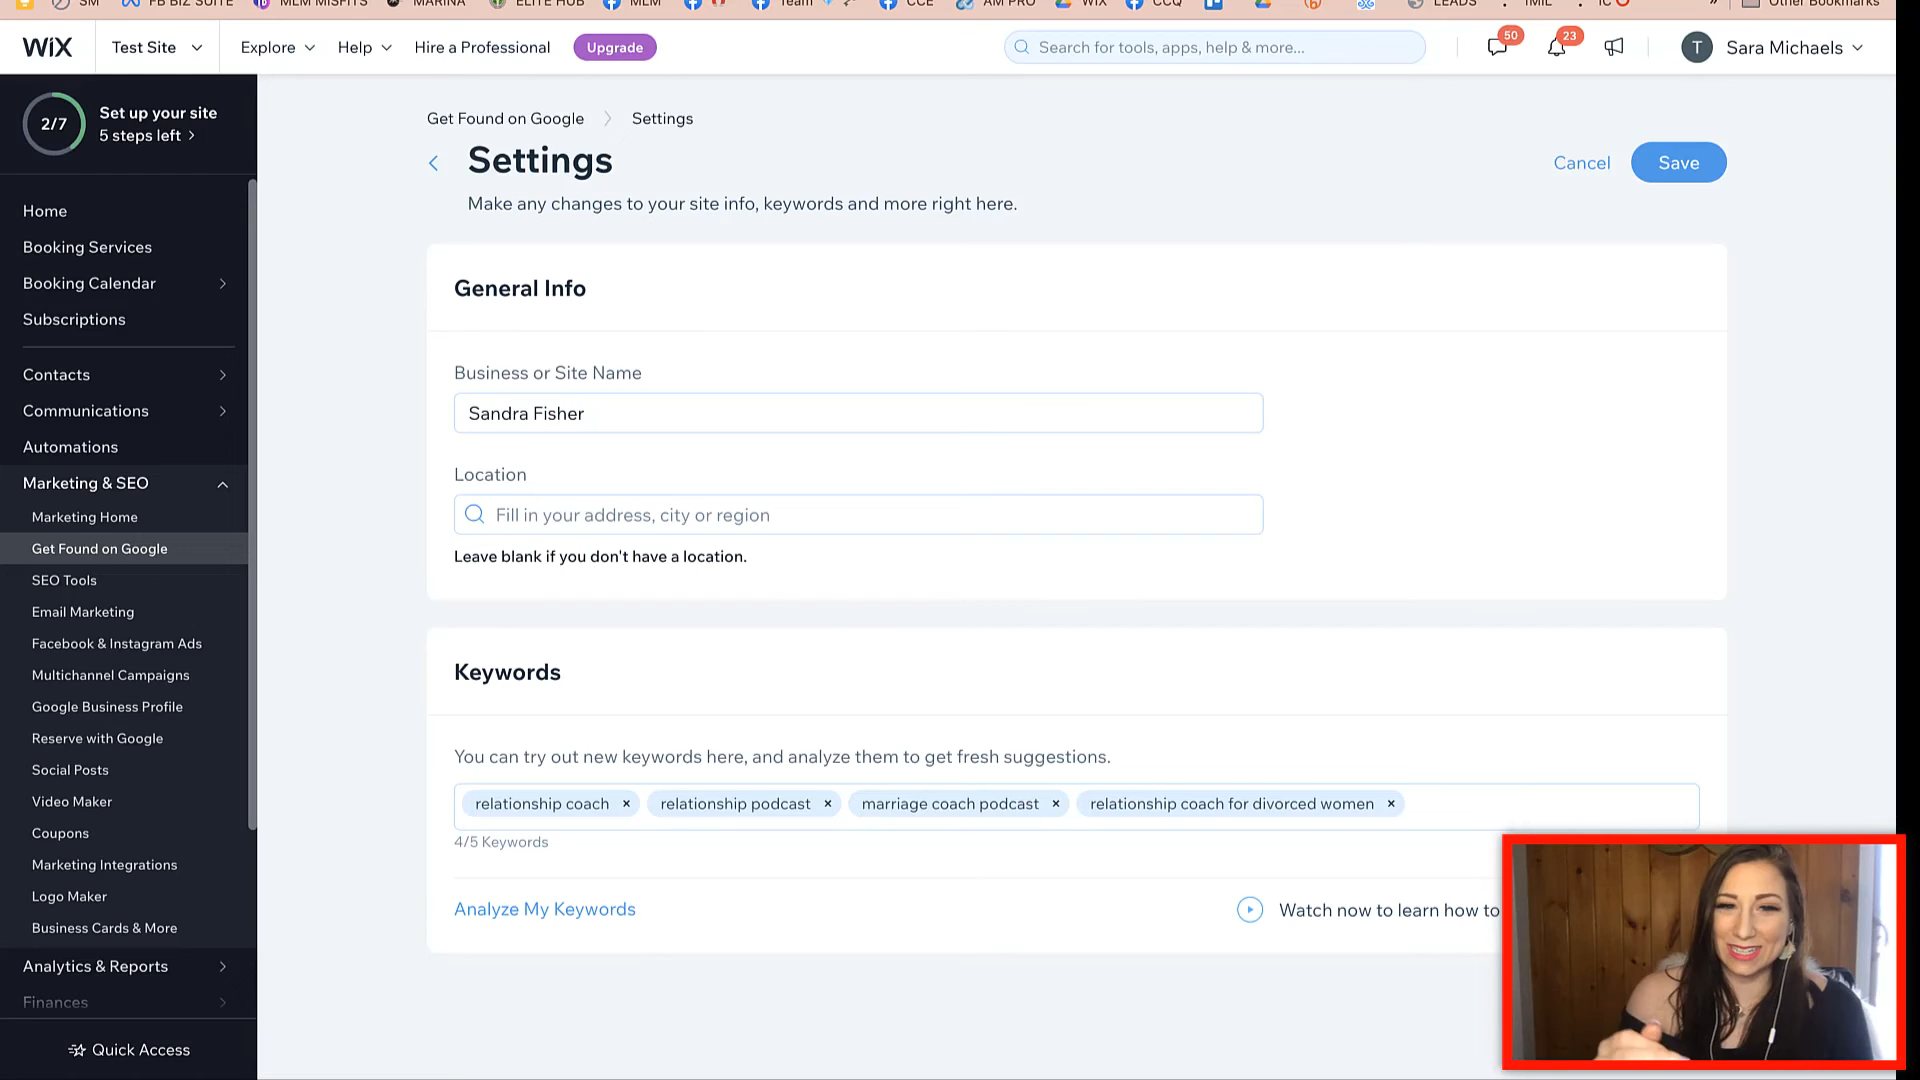 SM
FB BIZ SUITE
MLM MISFITS
MARINA
ELITE HUB
MLM
Team
CCE
AM PRO
WIX
CCQ
LEADS
Other Bookmarks
WiX
Test Site
Explore
Help
Hire a Professional
Upgrade
Search for tools, apps, help & more...
50
23
T
Sara Michaels
2/7
Set up your site
5 steps left
Home
Booking Services
Booking Calendar
Subscriptions
Contacts
Communications
Automations
Marketing & SEO
Marketing Home
Get Found on Google
SEO Tools
Email Marketing
Facebook & Instagram Ads
Multichannel Campaigns
Google Business Profile
Reserve with Google
Social Posts
Video Maker
Coupons
Marketing Integrations
Logo Maker
Business Cards & More
Analytics & Reports
Finances
Quick Access
Get Found on Google > Settings
Settings
Cancel
Save
Make any changes to your site info, keywords and more right here.
General Info
Business or Site Name
Sandra Fisher
Location
Fill in your address, city or region
Leave blank if you don't have a location.
Keywords
You can try out new keywords here, and analyze them to get fresh suggestions.
relationship coach × relationship podcast × marriage coach podcast × relationship coach for divorced women ×
4/5 Keywords
Analyze My Keywords
Watch now to learn how to